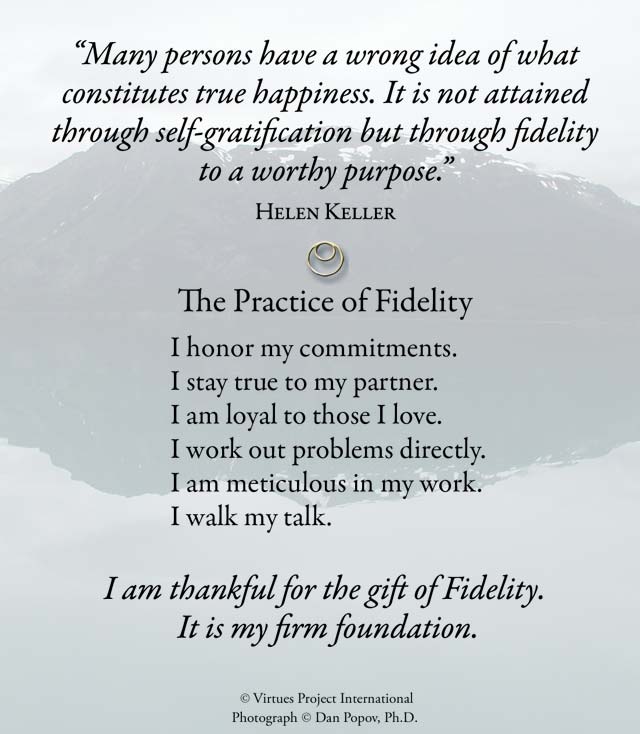 “Many persons have a wrong idea of what
constitutes true happiness. It is not attained
through self-gratification but through fidelity
to a worthy purpose.”
Helen Keller
The Practice of Fidelity
I honor my commitments.
I stay true to my partner.
I am loyal to those I love.
I work out problems directly.
I am meticulous in my work.
I walk my talk.
I am thankful for the gift of Fidelity.
It is my firm foundation.
© Virtues Project International
Photograph © Dan Popov, Ph.D.